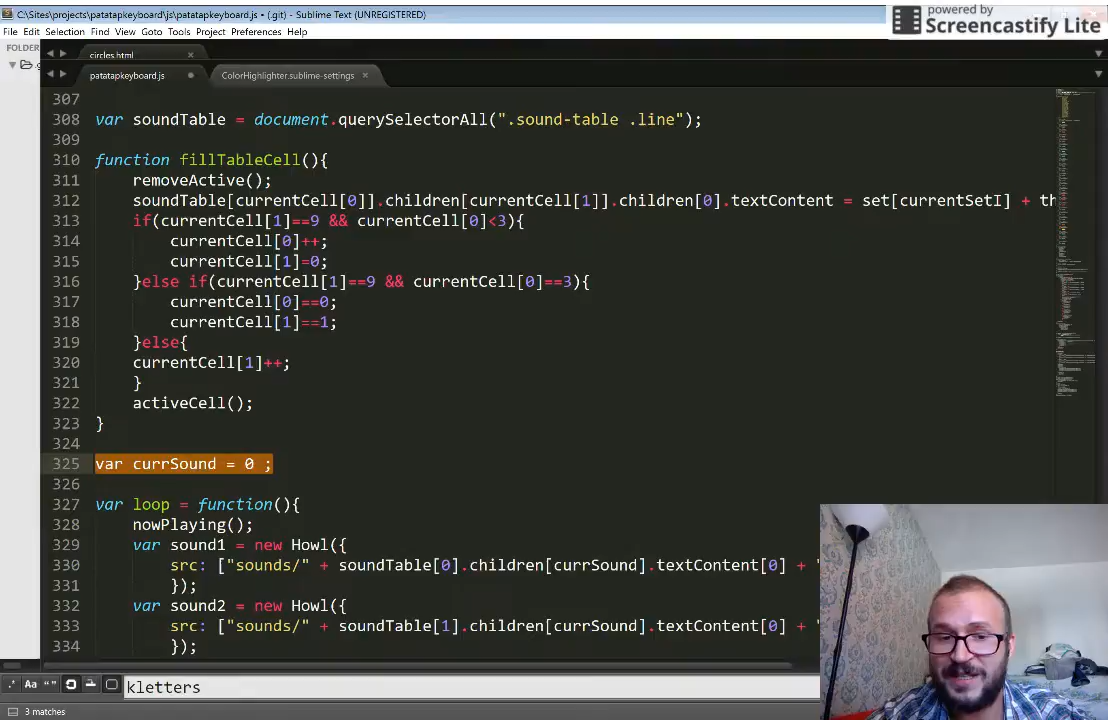 C:\Sites\projects\patatapkeyboard\js\patatapkeyboard.js • (.git) - Sublime Text (UNREGISTERED)
powered by
Screencastify Lite
File Edit Selection Find View Goto Tools Project Preferences Help
FOLDER
circles.html
patatapkeyboard.js
ColorHighlighter.sublime-settings
307
308 var soundTable = document.querySelectorAll(".sound-table .line");
309
310 function fillTableCell(){
311 removeActive();
312 soundTable[currentCell[0]].children[currentCell[1]].children[0].textContent = set[currentSetI] + th
313 if(currentCell[1]==9 && currentCell[0]<3){
314 currentCell[0]++;
315 currentCell[1]=0;
316 }else if(currentCell[1]==9 && currentCell[0]==3){
317 currentCell[0]==0;
318 currentCell[1]==1;
319 }else{
320 currentCell[1]++;
321 }
322 activeCell();
323 }
324
325 var currSound = 0 ;
326
327 var loop = function(){
328 nowPlaying();
329 var sound1 = new Howl({
330 src: ["sounds/" + soundTable[0].children[currSound].textContent[0] + "
331 });
332 var sound2 = new Howl({
333 src: ["sounds/" + soundTable[1].children[currSound].textContent[0] + "
334 });
.* Aa “”
kletters
3 matches